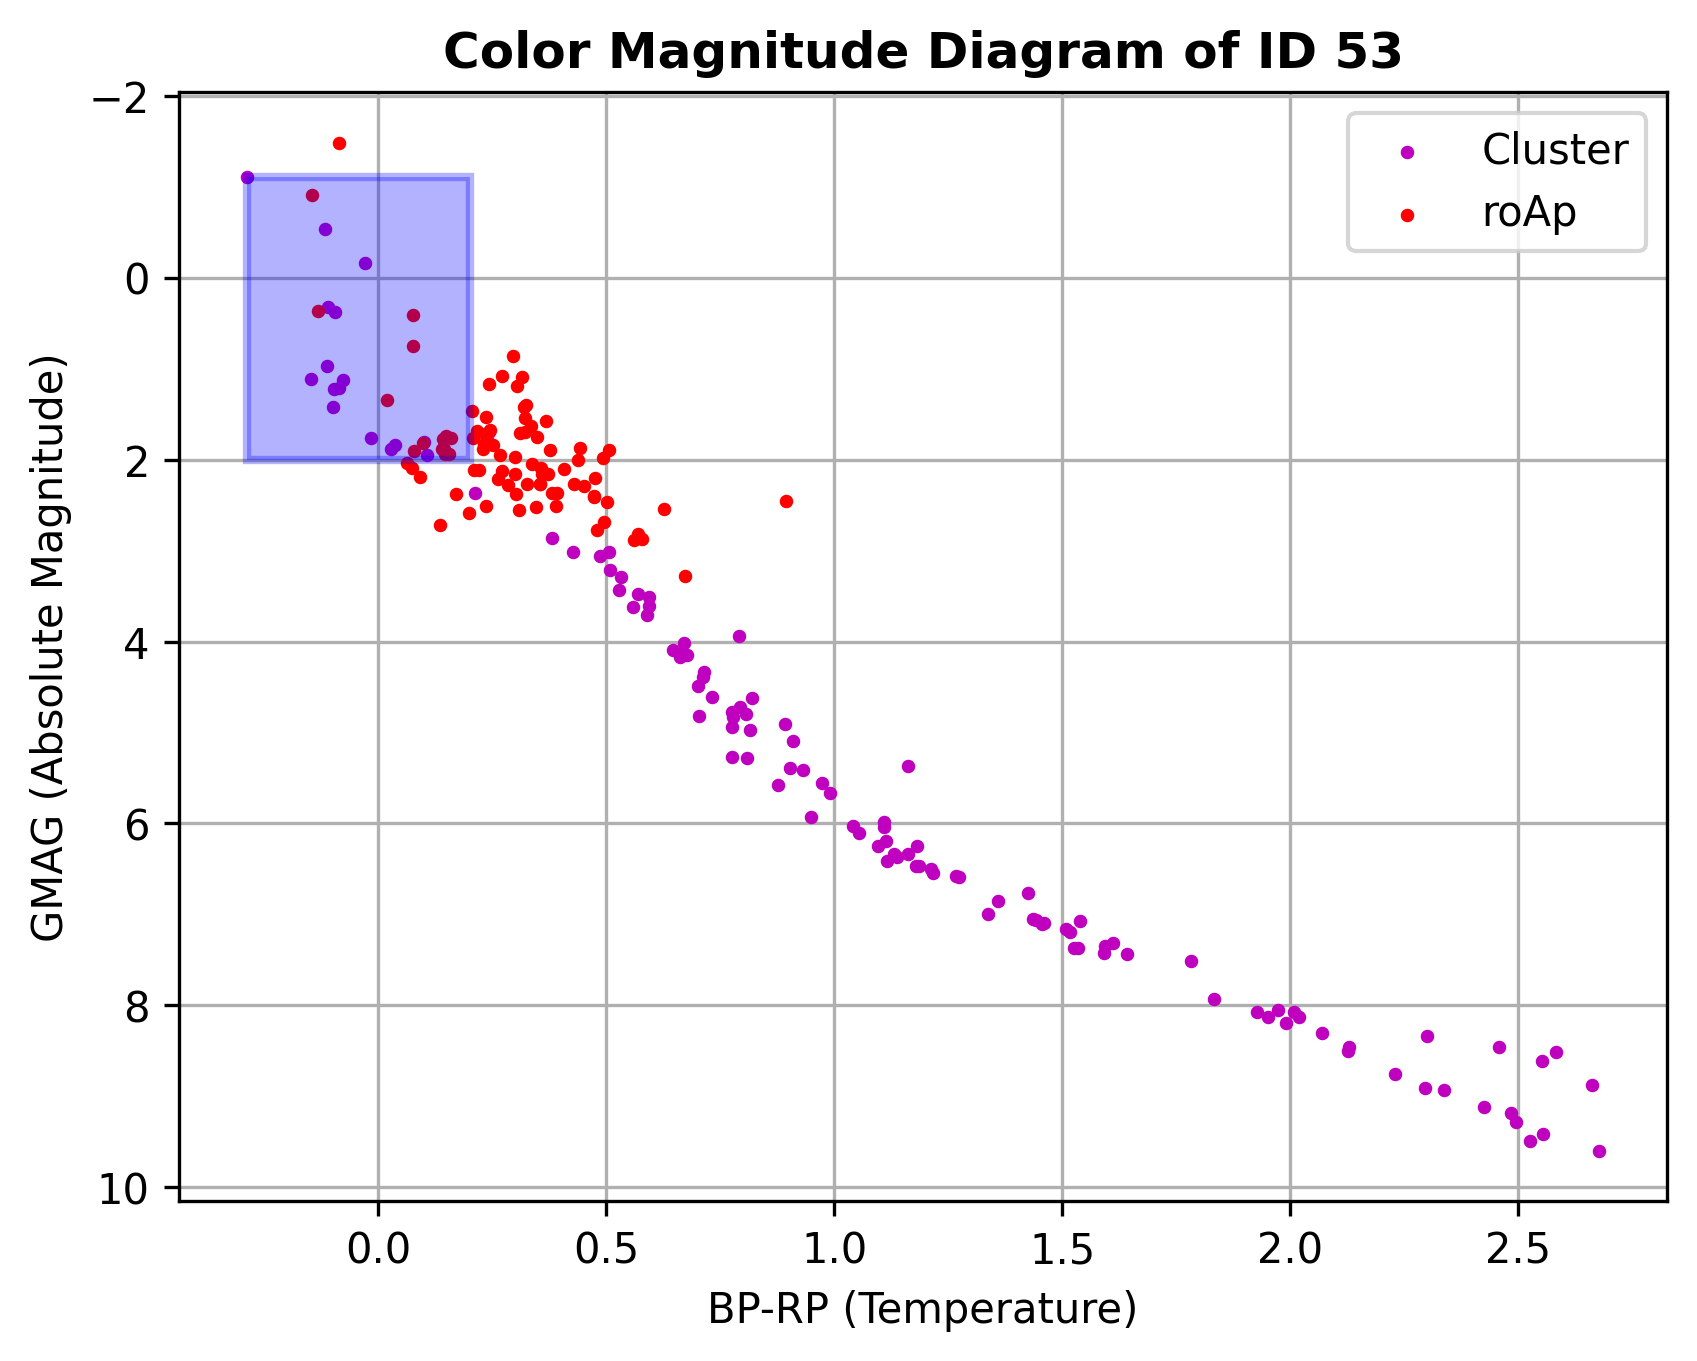 Color Magnitude Diagram of ID 53
Cluster
roAp
GMAG (Absolute Magnitude)
−2
0
2
4
6
8
10
0.0 0.5 1.0 1.5 2.0 2.5
BP-RP (Temperature)